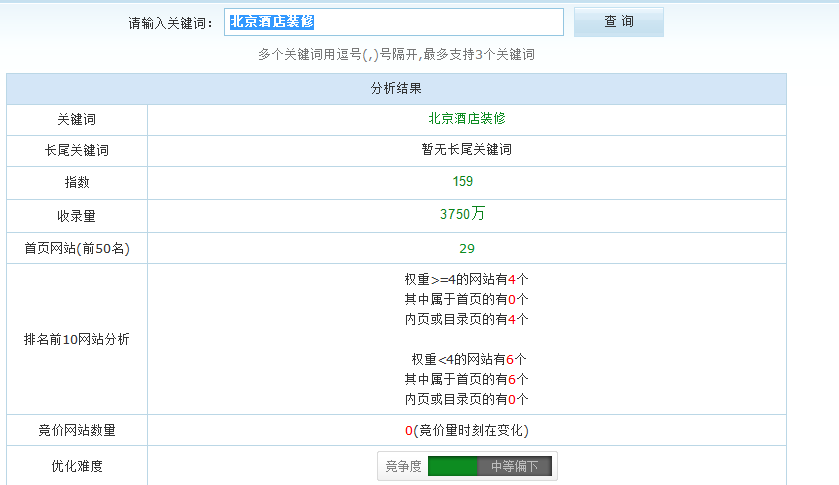 请输入关键词： 北京酒店装修 查 询
多个关键词用逗号(,)号隔开,最多支持3个关键词
分析结果
关键词 北京酒店装修
长尾关键词 暂无长尾关键词
指数 159
收录量 3750万
首页网站(前50名) 29
排名前10网站分析
权重>=4的网站有4个
其中属于首页的有0个
内页或目录页的有4个
权重<4的网站有6个
其中属于首页的有6个
内页或目录页的有0个
竞价网站数量 0(竞价量时刻在变化)
优化难度 竞争度 中等偏下